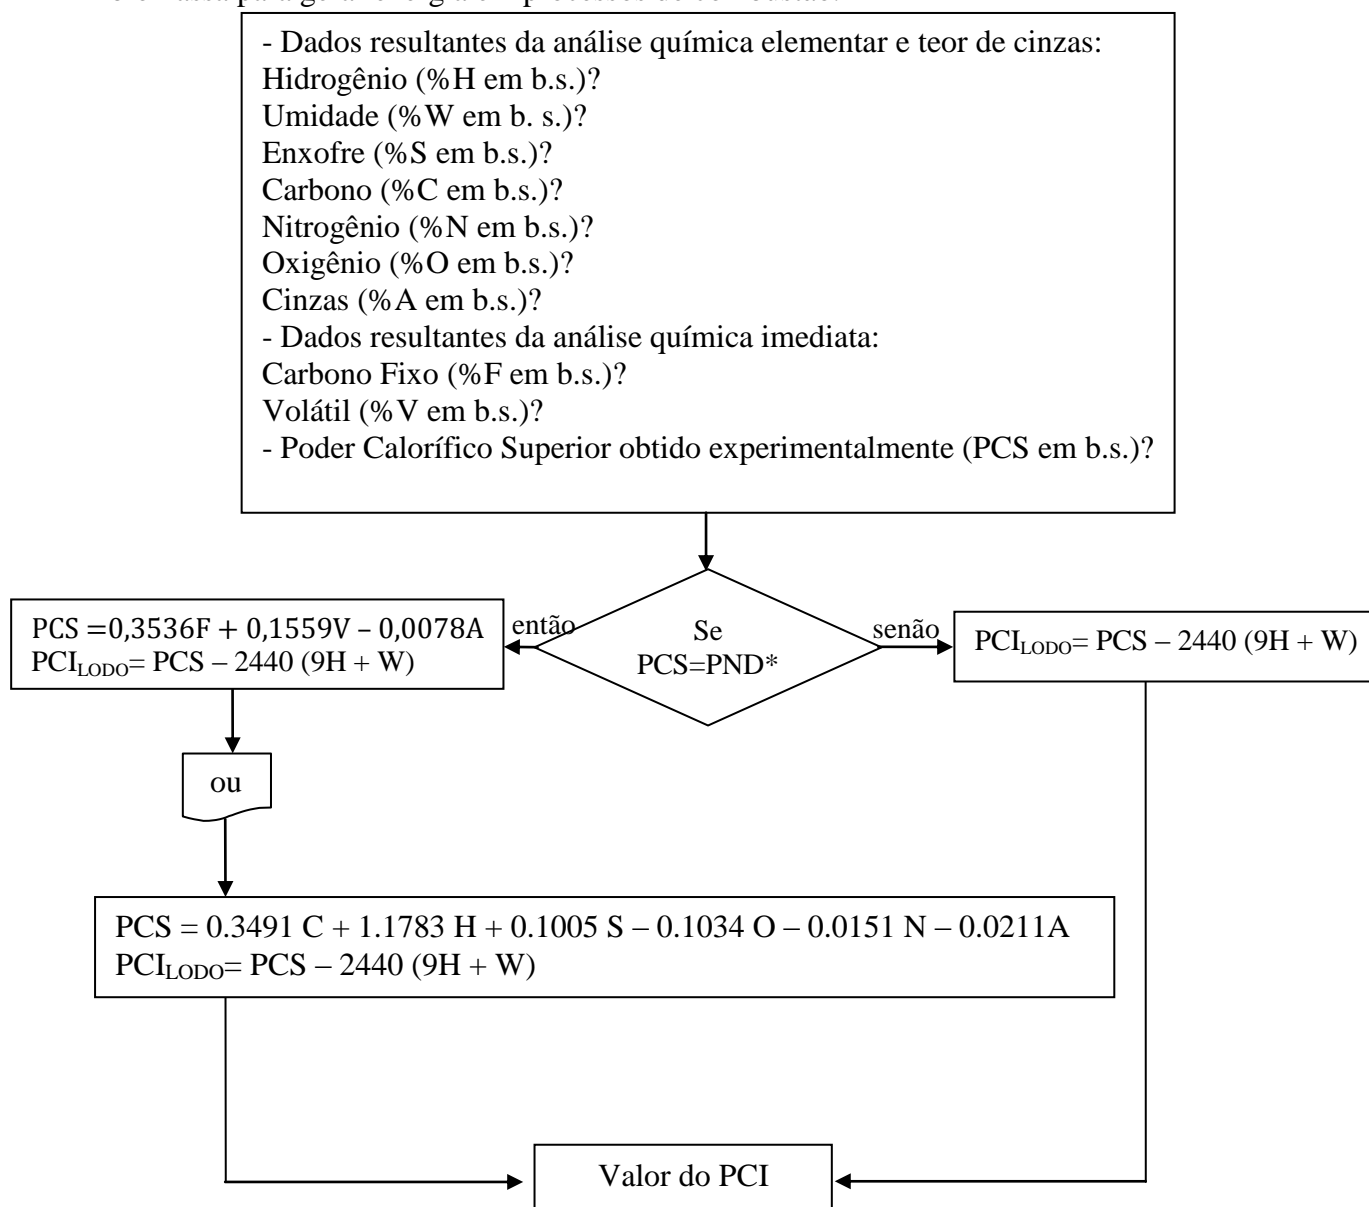 - Dados resultantes da análise química elementar e teor de cinzas:
Hidrogênio (%H em b.s.)?
Umidade (%W em b. s.)?
Enxofre (%S em b.s.)?
Carbono (%C em b.s.)?
Nitrogênio (%N em b.s.)?
Oxigênio (%O em b.s.)?
Cinzas (%A em b.s.)?
- Dados resultantes da análise química imediata:
Carbono Fixo (%F em b.s.)?
Volátil (%V em b.s.)?
- Poder Calorífico Superior obtido experimentalmente (PCS em b.s.)?
PCS =0,3536F + 0,1559V – 0,0078A
PCI_LODO= PCS – 2440 (9H + W)
então
Se
PCS=PND*
senão
PCI_LODO= PCS – 2440 (9H + W)
ou
PCS = 0.3491 C + 1.1783 H + 0.1005 S – 0.1034 O – 0.0151 N – 0.0211A
PCI_LODO= PCS – 2440 (9H + W)
Valor do PCI